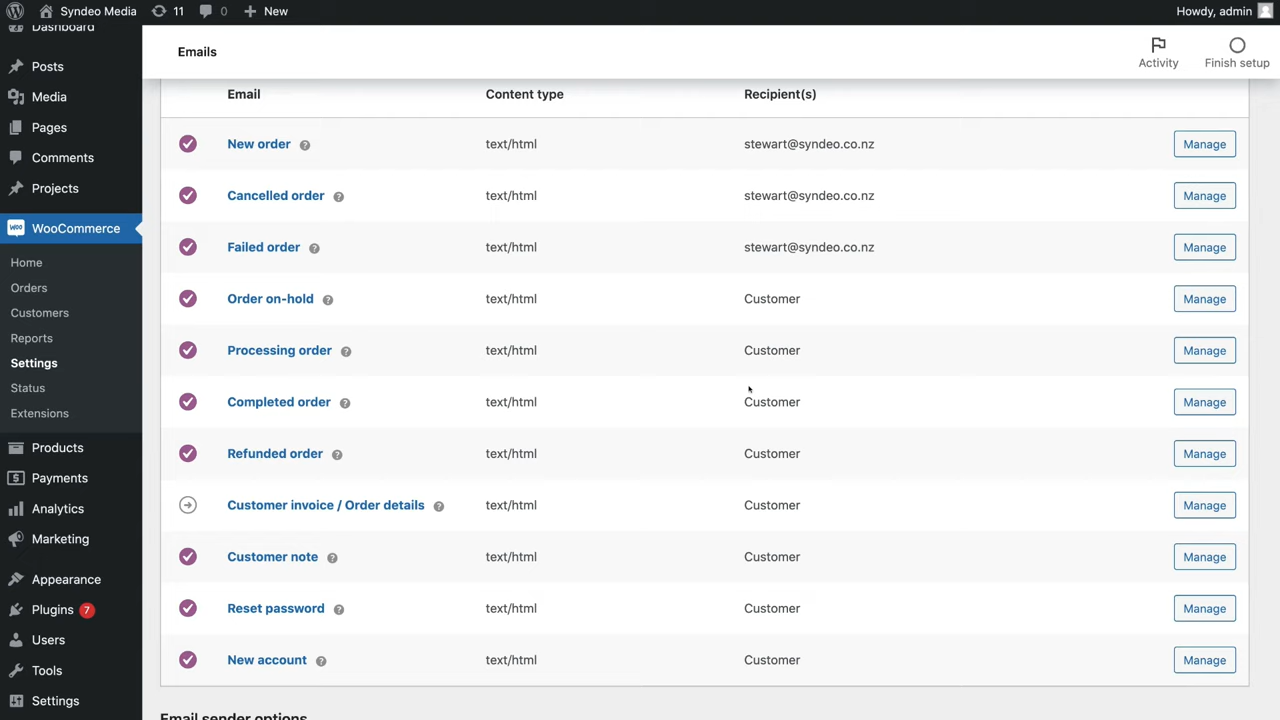 Syndeo Media 11 0 New Howdy, admin
Dashboard
Posts
Media
Pages
Comments
Projects
WOO WooCommerce
Home
Orders
Customers
Reports
Settings
Status
Extensions
Products
Payments
Analytics
Marketing
Appearance
Plugins 7
Users
Tools
Settings
Emails
Activity
Finish setup
Email Content type Recipient(s)
New order ? text/html stewart@syndeo.co.nz Manage
Cancelled order ? text/html stewart@syndeo.co.nz Manage
Failed order ? text/html stewart@syndeo.co.nz Manage
Order on-hold ? text/html Customer Manage
Processing order ? text/html Customer Manage
Completed order ? text/html Customer Manage
Refunded order ? text/html Customer Manage
Customer invoice / Order details ? text/html Customer Manage
Customer note ? text/html Customer Manage
Reset password ? text/html Customer Manage
New account ? text/html Customer Manage
Email sender options